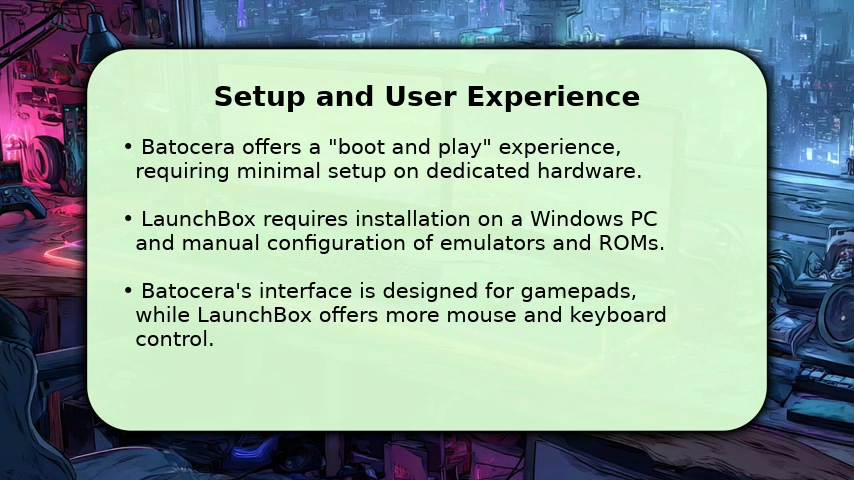 Setup and User Experience
• Batocera offers a "boot and play" experience,
requiring minimal setup on dedicated hardware.
• LaunchBox requires installation on a Windows PC
and manual configuration of emulators and ROMs.
• Batocera's interface is designed for gamepads,
while LaunchBox offers more mouse and keyboard
control.